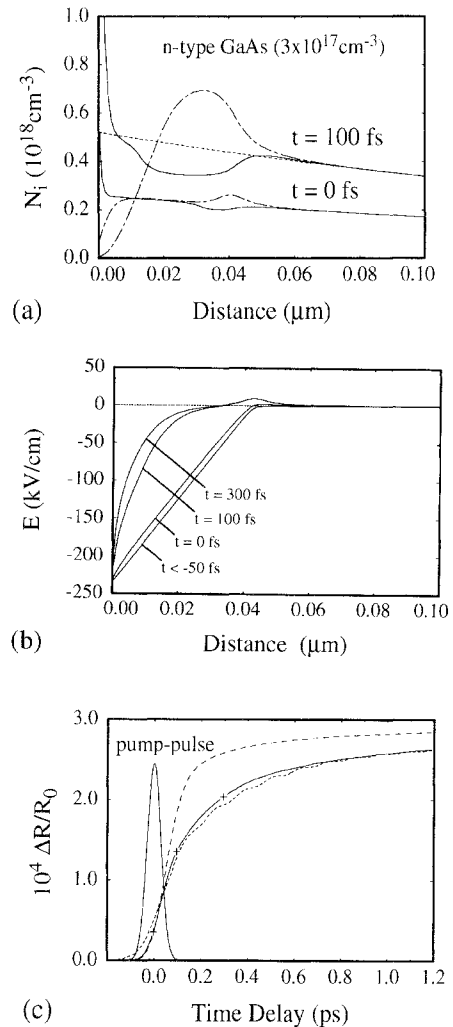 1.0
0.8
0.6
0.4
0.2
0.0
N_i (10^18cm^-3)
n-type GaAs (3x10^17cm^-3)
t = 100 fs
t = 0 fs
0.00 0.02 0.04 0.06 0.08 0.10
Distance (μm)
(a)
50
0
-50
-100
-150
-200
-250
E (kV/cm)
t = 300 fs
t = 100 fs
t = 0 fs
t < -50 fs
0.00 0.02 0.04 0.06 0.08 0.10
Distance (μm)
(b)
3.0
2.0
1.0
0.0
10^4 ΔR/R_0
pump-pulse
0.0 0.2 0.4 0.6 0.8 1.0 1.2
Time Delay (ps)
(c)